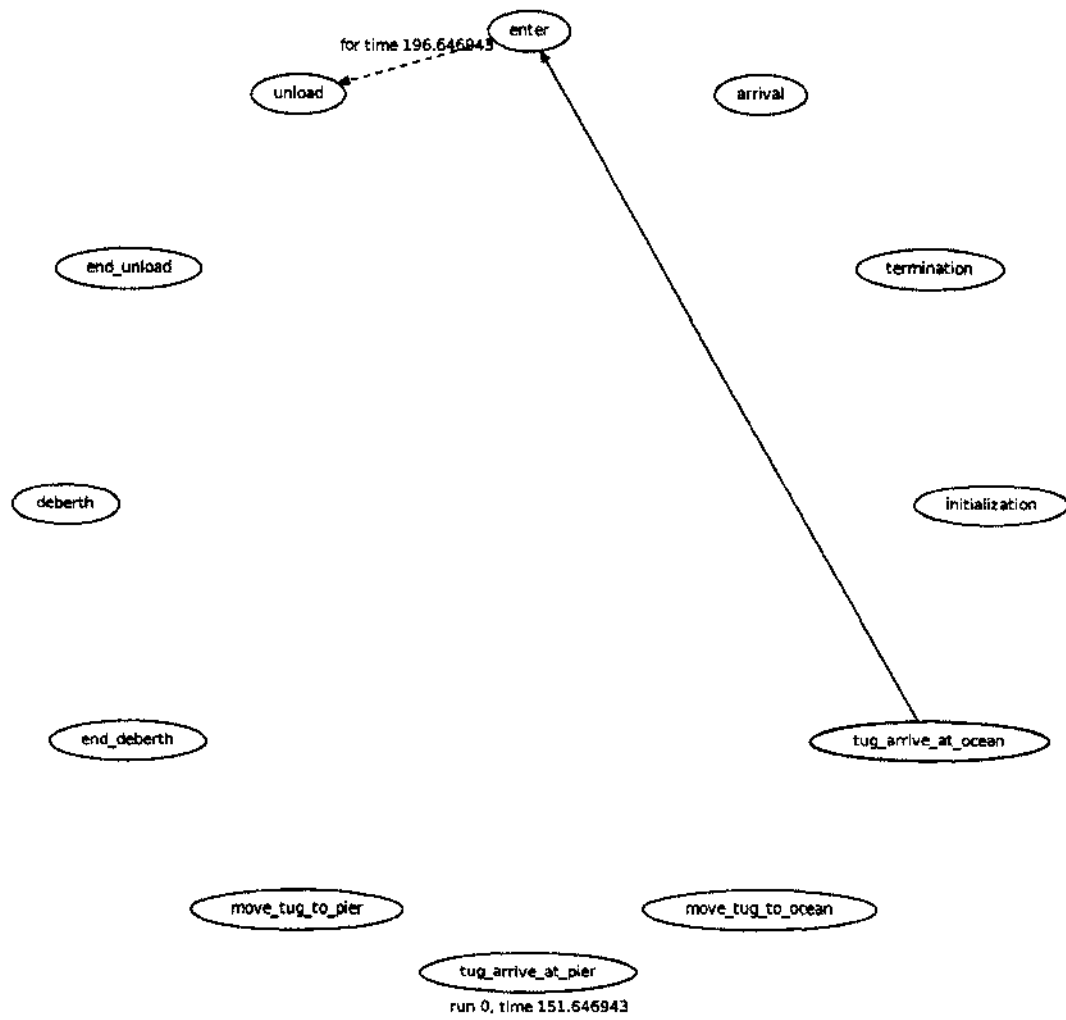 enter
for time 196.646943
unload
arrival
end_unload
termination
deberth
initialization
end_deberth
tug_arrive_at_ocean
move_tug_to_pier
move_tug_to_ocean
tug_arrive_at_pier
run 0, time 151.646943